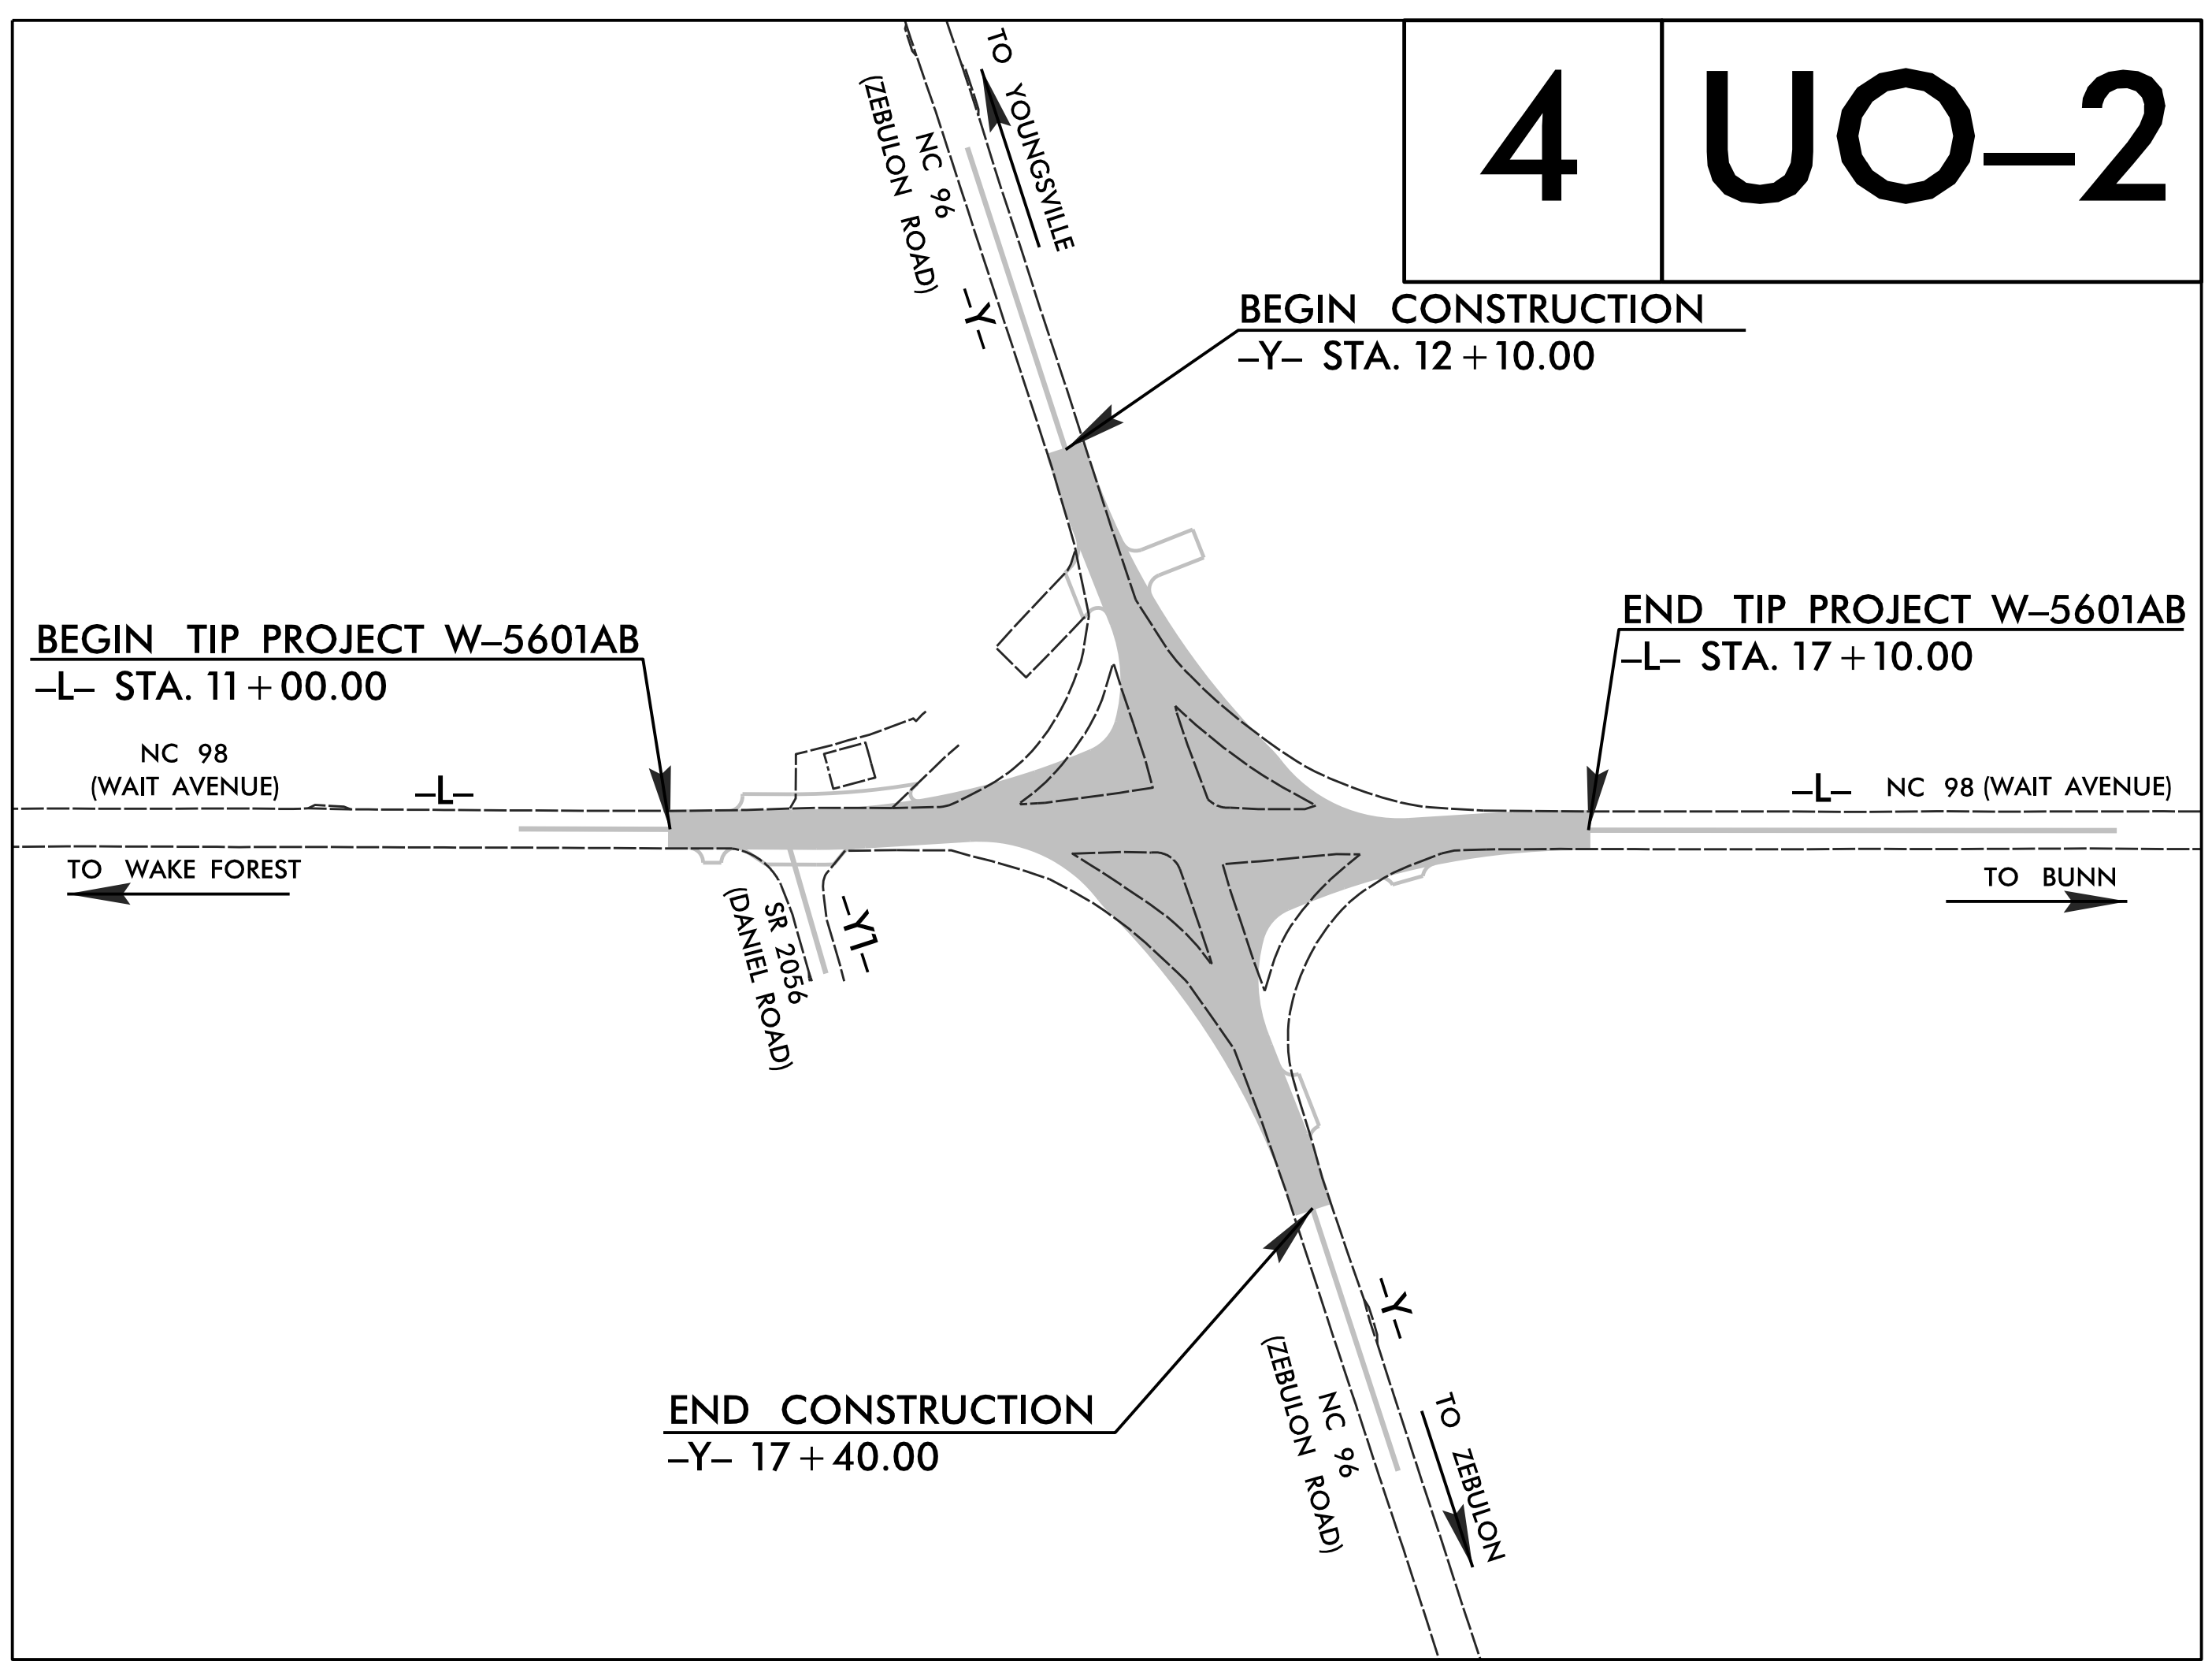 4
UO–2
TO YOUNGSVILLE
NC 96
(ZEBULON ROAD)
–Y–
BEGIN CONSTRUCTION
–Y– STA. 12+10.00
BEGIN TIP PROJECT W–5601AB
–L– STA. 11+00.00
END TIP PROJECT W–5601AB
–L– STA. 17+10.00
NC 98
(WAIT AVENUE)
–L–
–L– NC 98 (WAIT AVENUE)
TO WAKE FOREST
TO BUNN
–Y1–
SR 2056
(DANIEL ROAD)
–Y–
END CONSTRUCTION
–Y– 17+40.00
NC 96
(ZEBULON ROAD)
TO ZEBULON